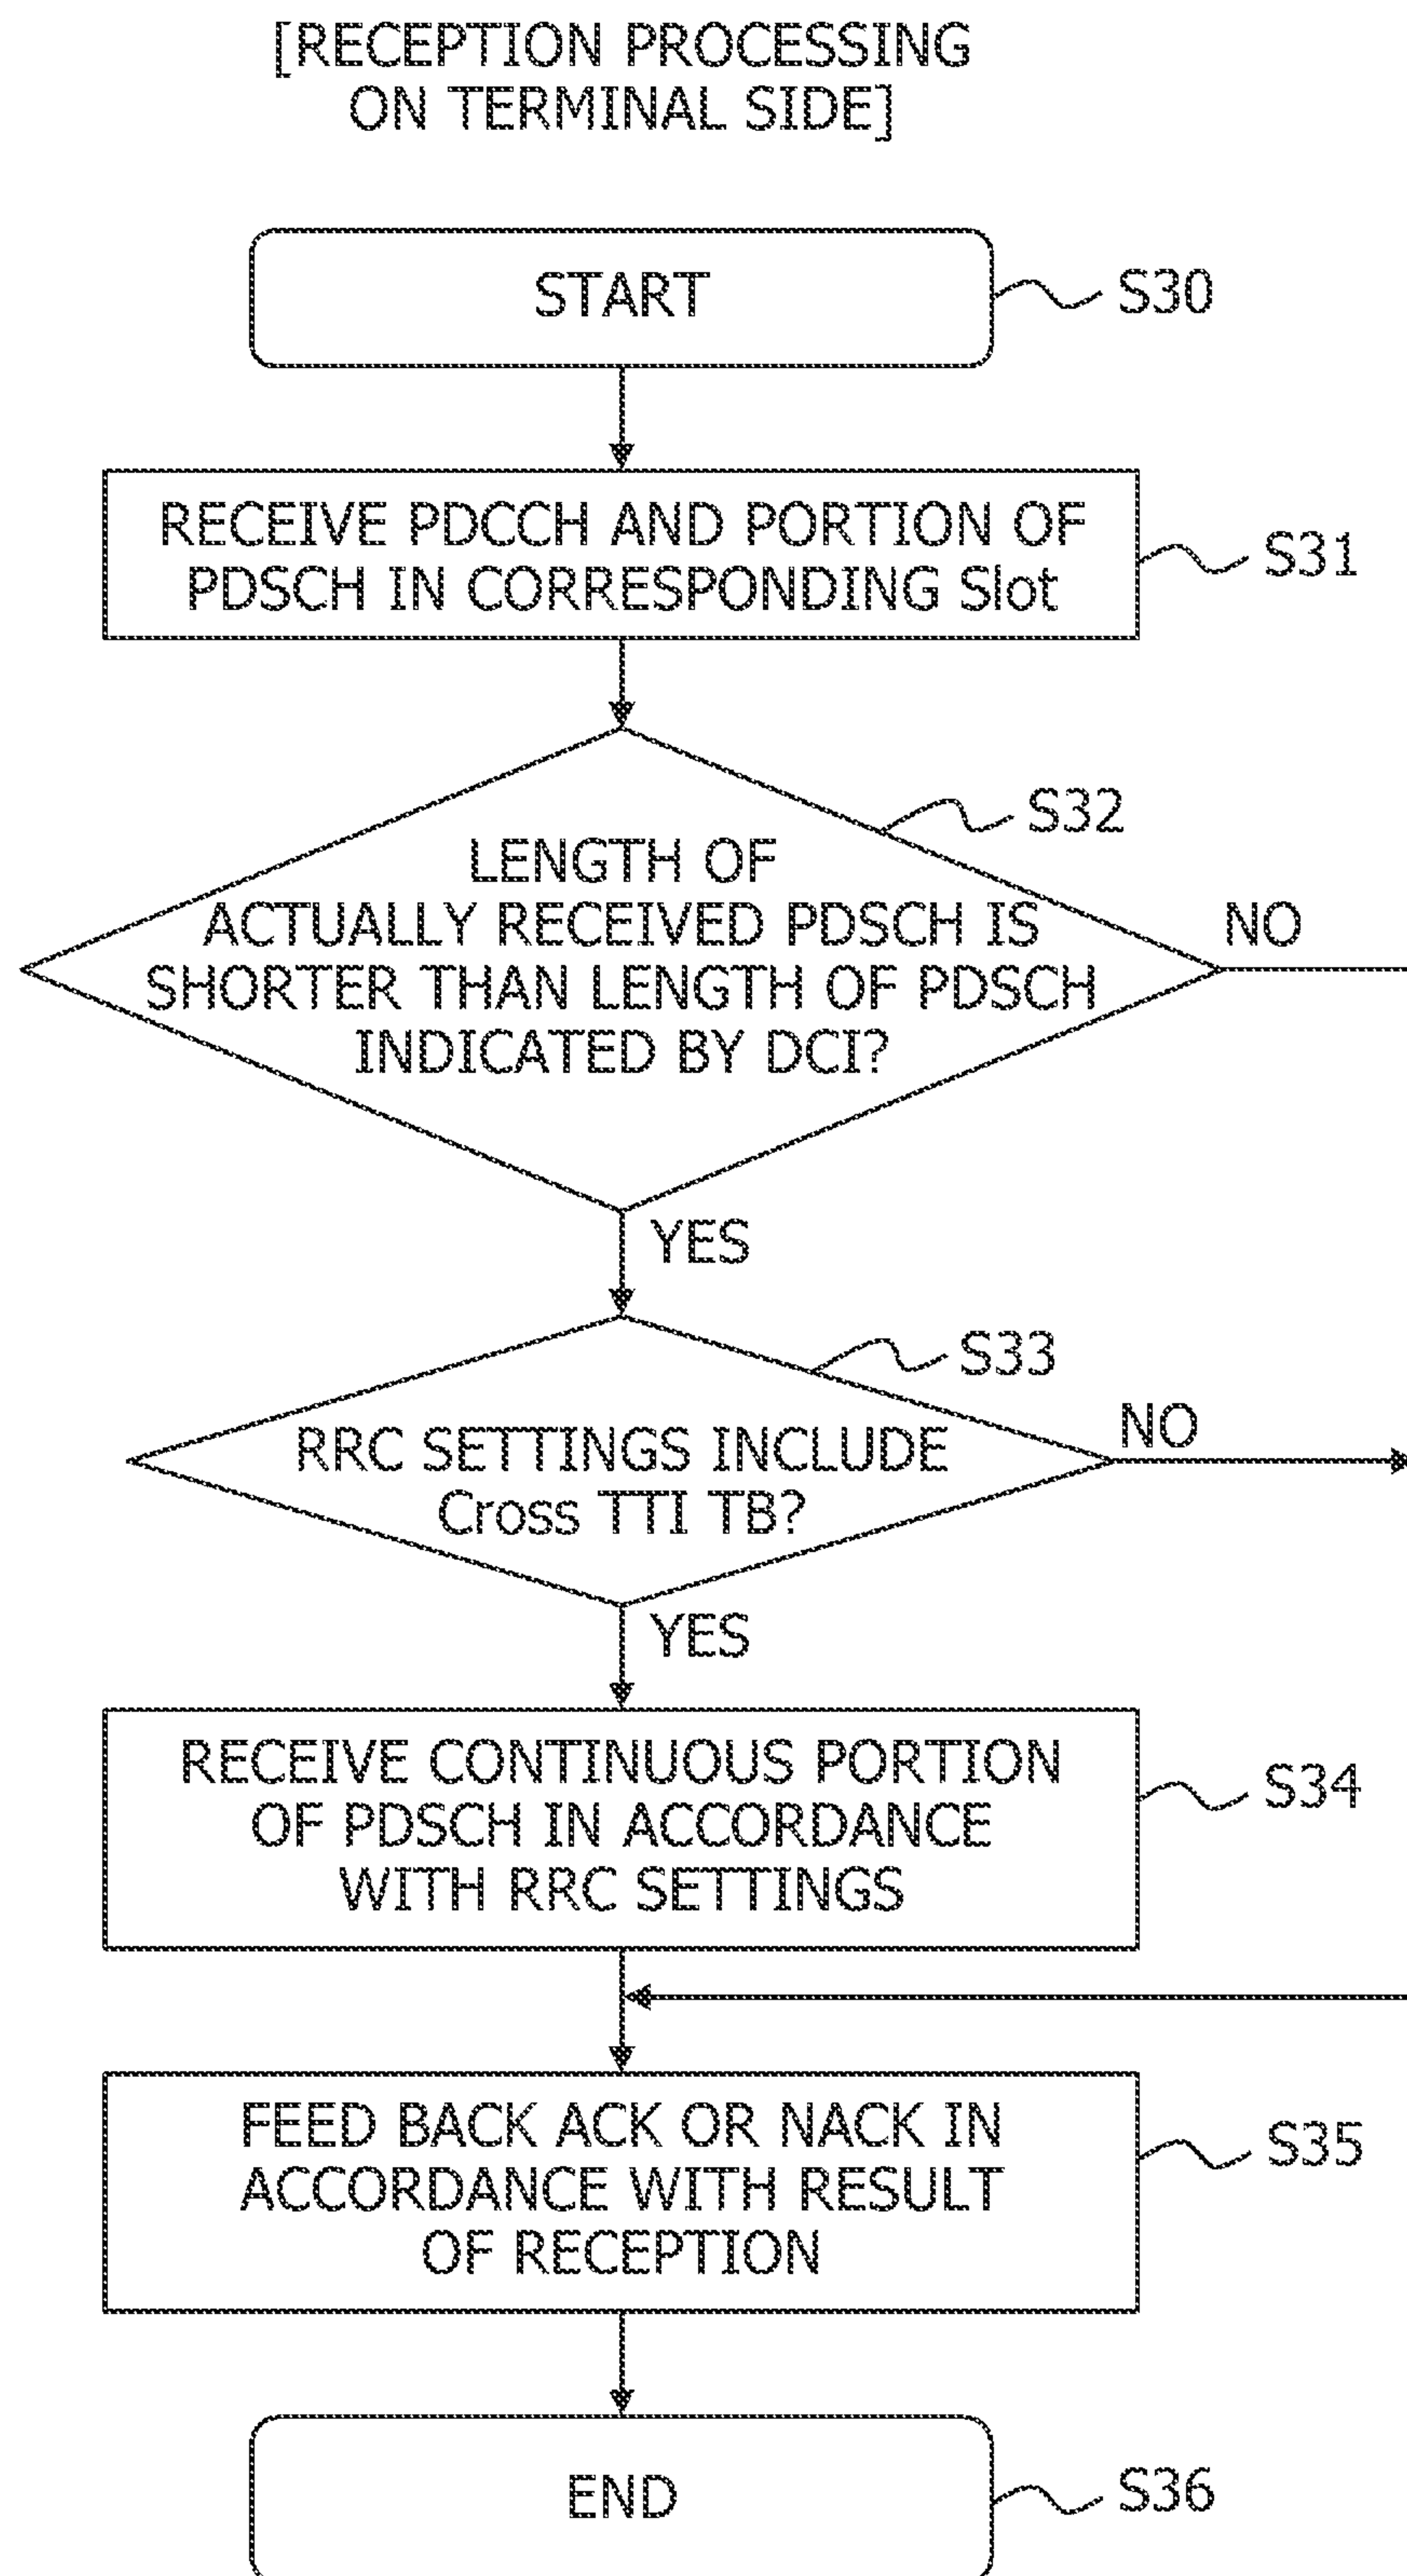 [RECEPTION PROCESSING
ON TERMINAL SIDE]
START
S30
RECEIVE PDCCH AND PORTION OF
PDSCH IN CORRESPONDING Slot
S31
S32
LENGTH OF
ACTUALLY RECEIVED PDSCH IS
SHORTER THAN LENGTH OF PDSCH
INDICATED BY DCI?
NO
YES
S33
RRC SETTINGS INCLUDE
Cross TTI TB?
NO
YES
RECEIVE CONTINUOUS PORTION
OF PDSCH IN ACCORDANCE
WITH RRC SETTINGS
S34
FEED BACK ACK OR NACK IN
ACCORDANCE WITH RESULT
OF RECEPTION
S35
END
S36